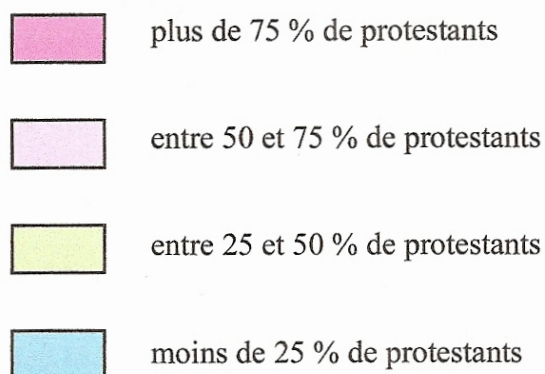 plus de 75 % de protestants
entre 50 et 75 % de protestants
entre 25 et 50 % de protestants
moins de 25 % de protestants